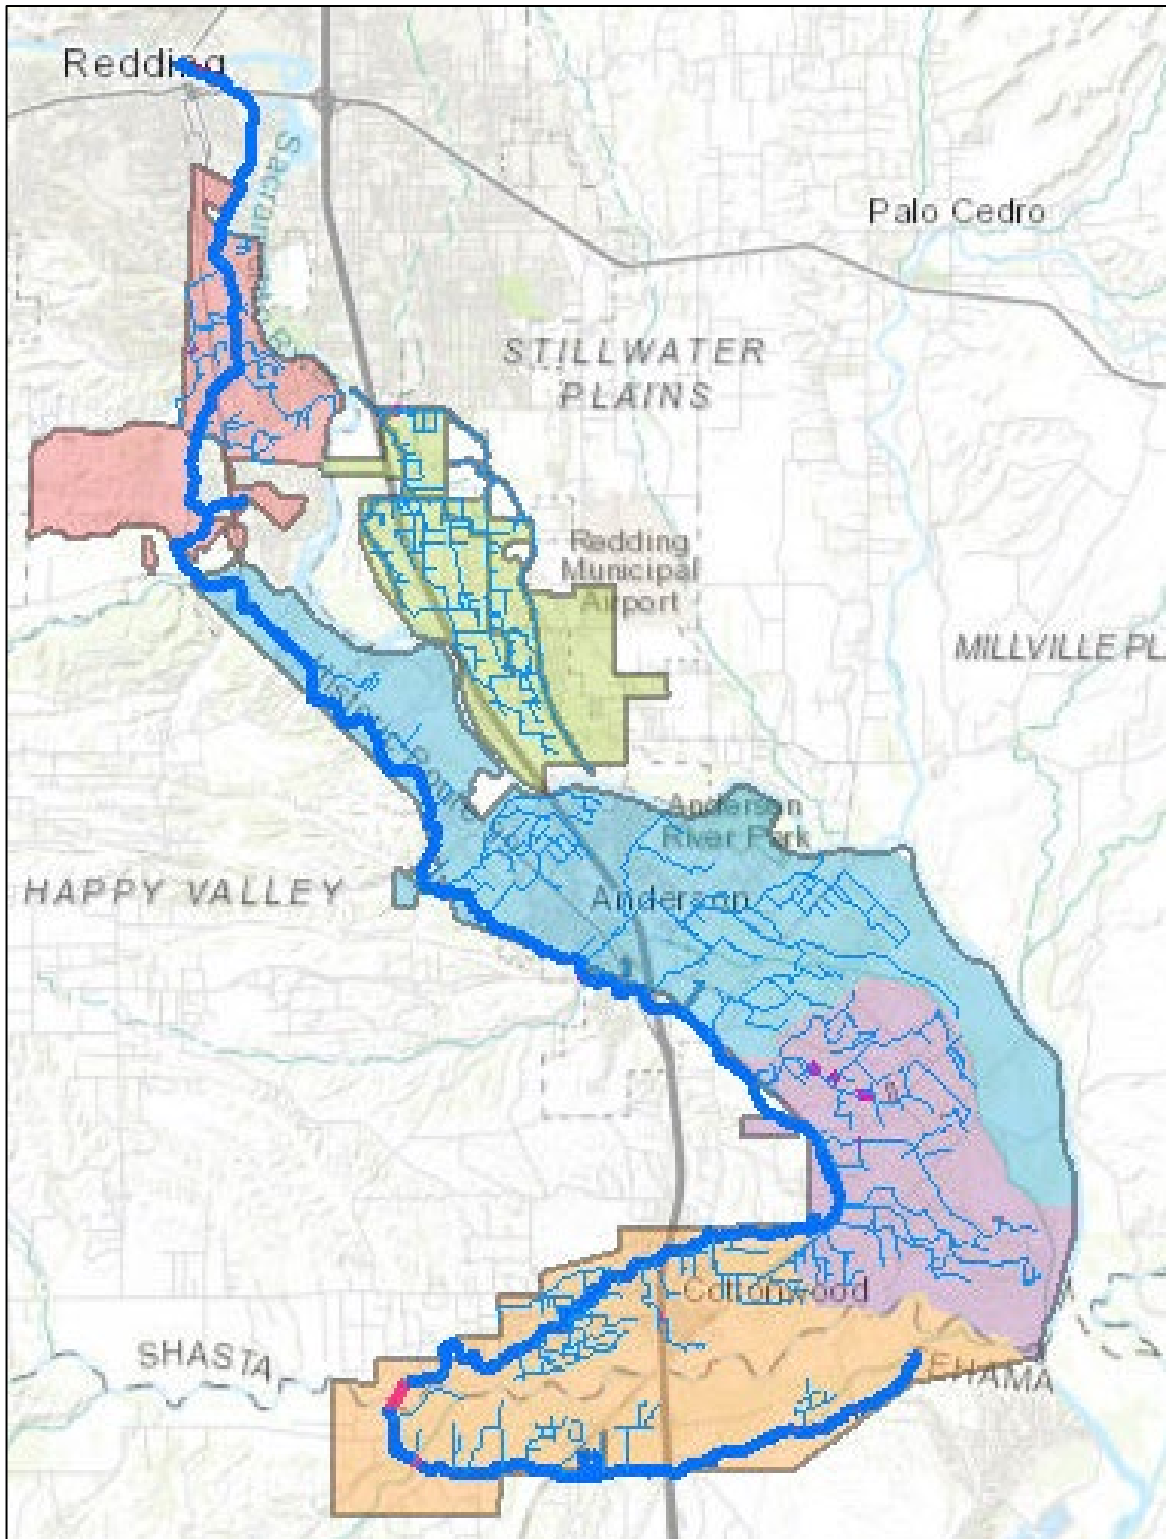 Redding
Palo Cedro
STILLWATER
PLAINS
Redding
Municipal
Airport
MILLVILLE PL
Anderson
River Park
HAPPY VALLEY
Anderson
Cottonwood
SHASTA
TEHAMA